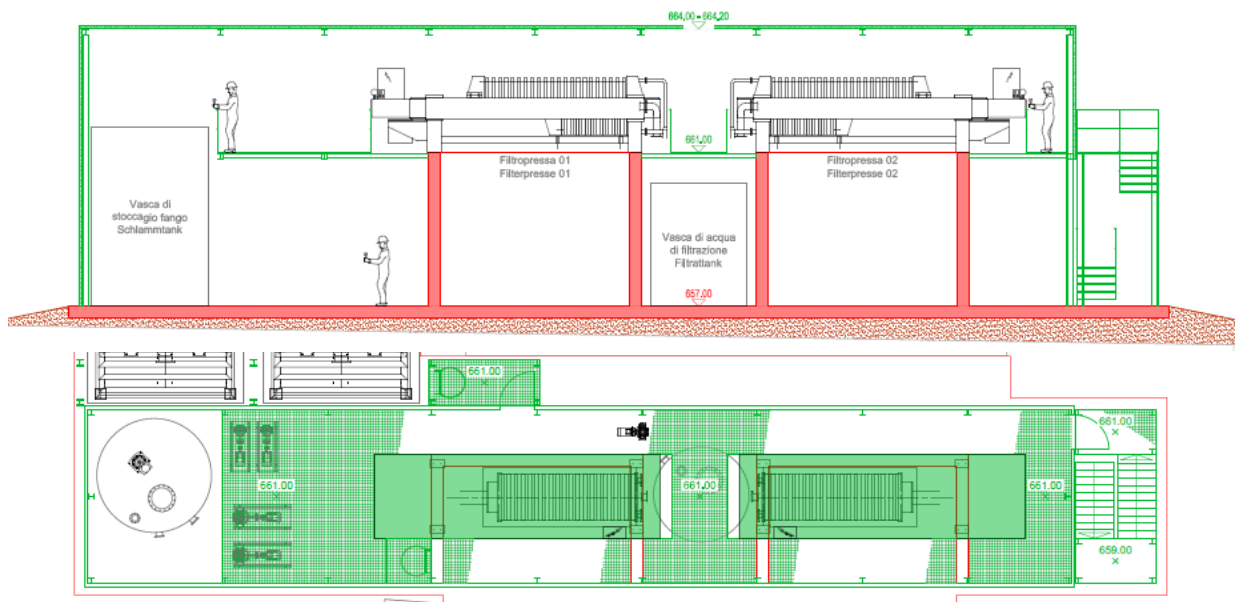 664.00÷664.20
661.00
Filtropressa 01
Filterpresse 01
Filtropressa 02
Filterpresse 02
Vasca di
stoccagio fango
Schlammtank
Vasca di acqua
di filtrazione
Filtrattank
657.00
661.00
661.00
661.00
661.00
661.00
659.00